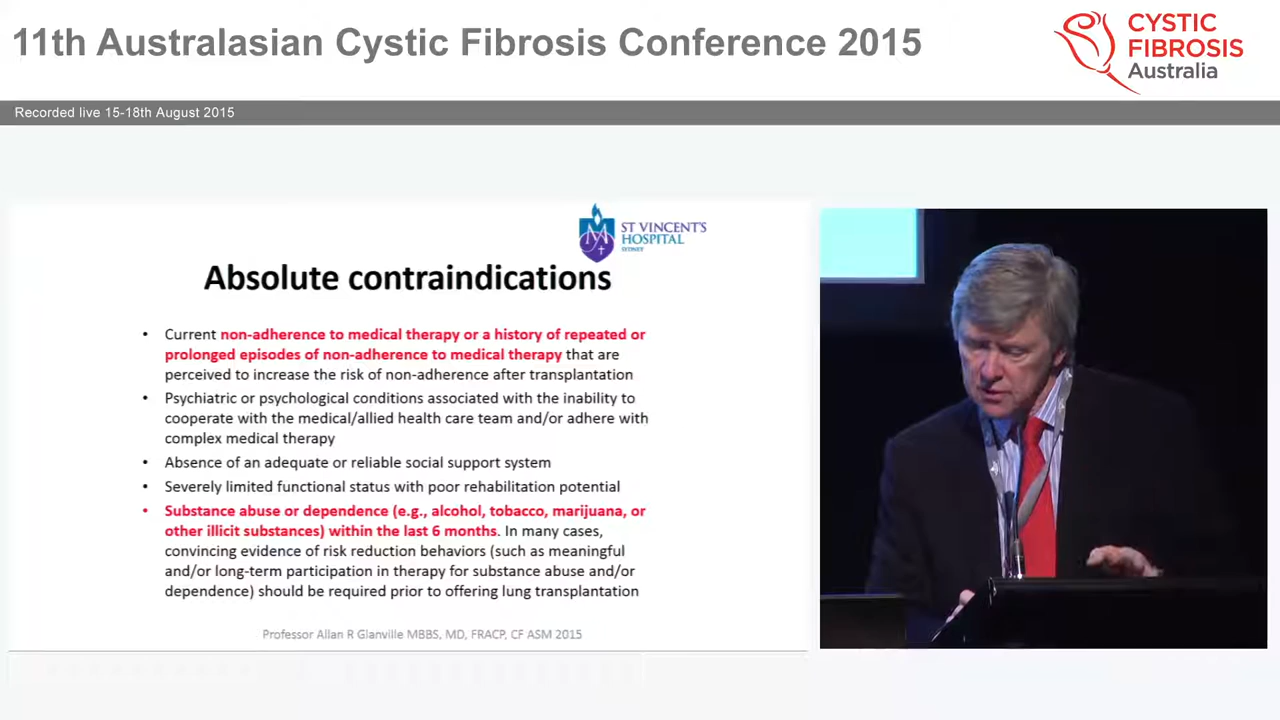 11th Australasian Cystic Fibrosis Conference 2015
CYSTIC
FIBROSIS
Australia
Recorded live 15-18th August 2015
ST VINCENT'S
HOSPITAL
SYDNEY
Absolute contraindications
• Current non-adherence to medical therapy or a history of repeated or
prolonged episodes of non-adherence to medical therapy that are
perceived to increase the risk of non-adherence after transplantation
• Psychiatric or psychological conditions associated with the inability to
cooperate with the medical/allied health care team and/or adhere with
complex medical therapy
• Absence of an adequate or reliable social support system
• Severely limited functional status with poor rehabilitation potential
• Substance abuse or dependence (e.g., alcohol, tobacco, marijuana, or
other illicit substances) within the last 6 months. In many cases,
convincing evidence of risk reduction behaviors (such as meaningful
and/or long-term participation in therapy for substance abuse and/or
dependence) should be required prior to offering lung transplantation
Professor Allan R Glanville MBBS, MD, FRACP, CF ASM 2015